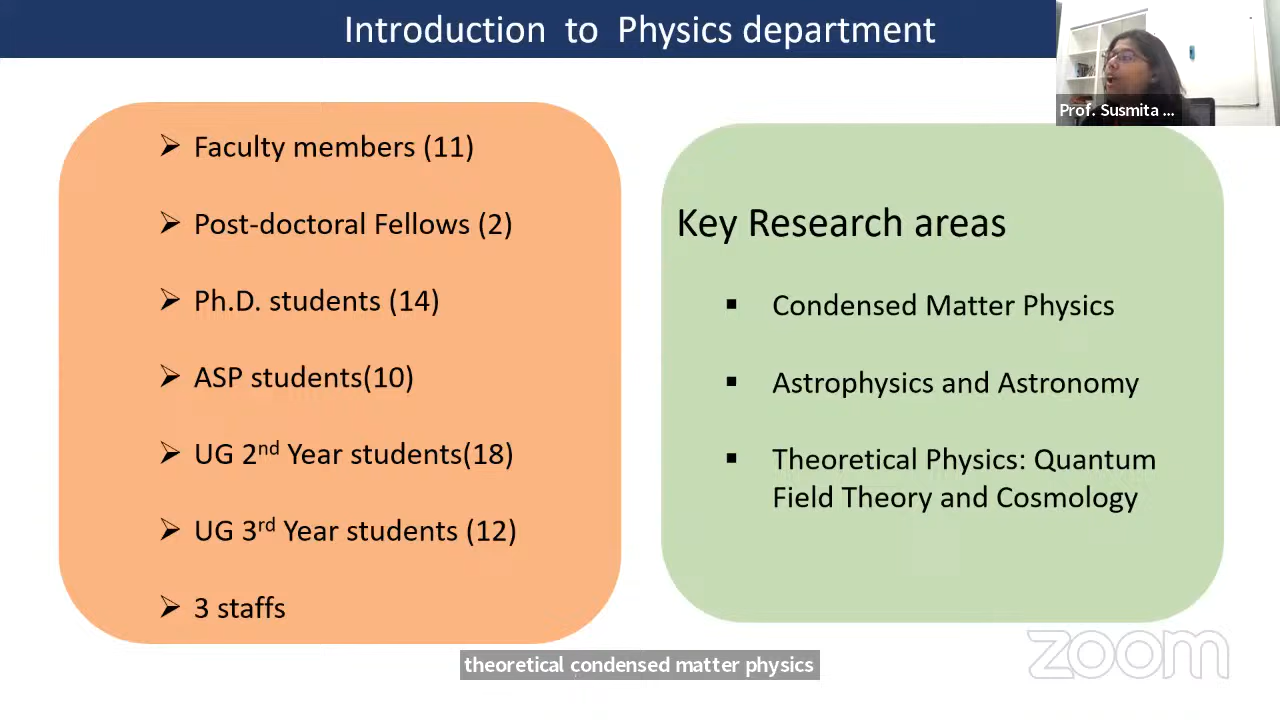 Introduction to Physics department
Prof. Susmita ...
➢ Faculty members (11)
➢ Post-doctoral Fellows (2)
➢ Ph.D. students (14)
➢ ASP students(10)
➢ UG 2nd Year students(18)
➢ UG 3rd Year students (12)
➢ 3 staffs
Key Research areas
▪ Condensed Matter Physics
▪ Astrophysics and Astronomy
▪ Theoretical Physics: Quantum
Field Theory and Cosmology
theoretical condensed matter physics
zoom